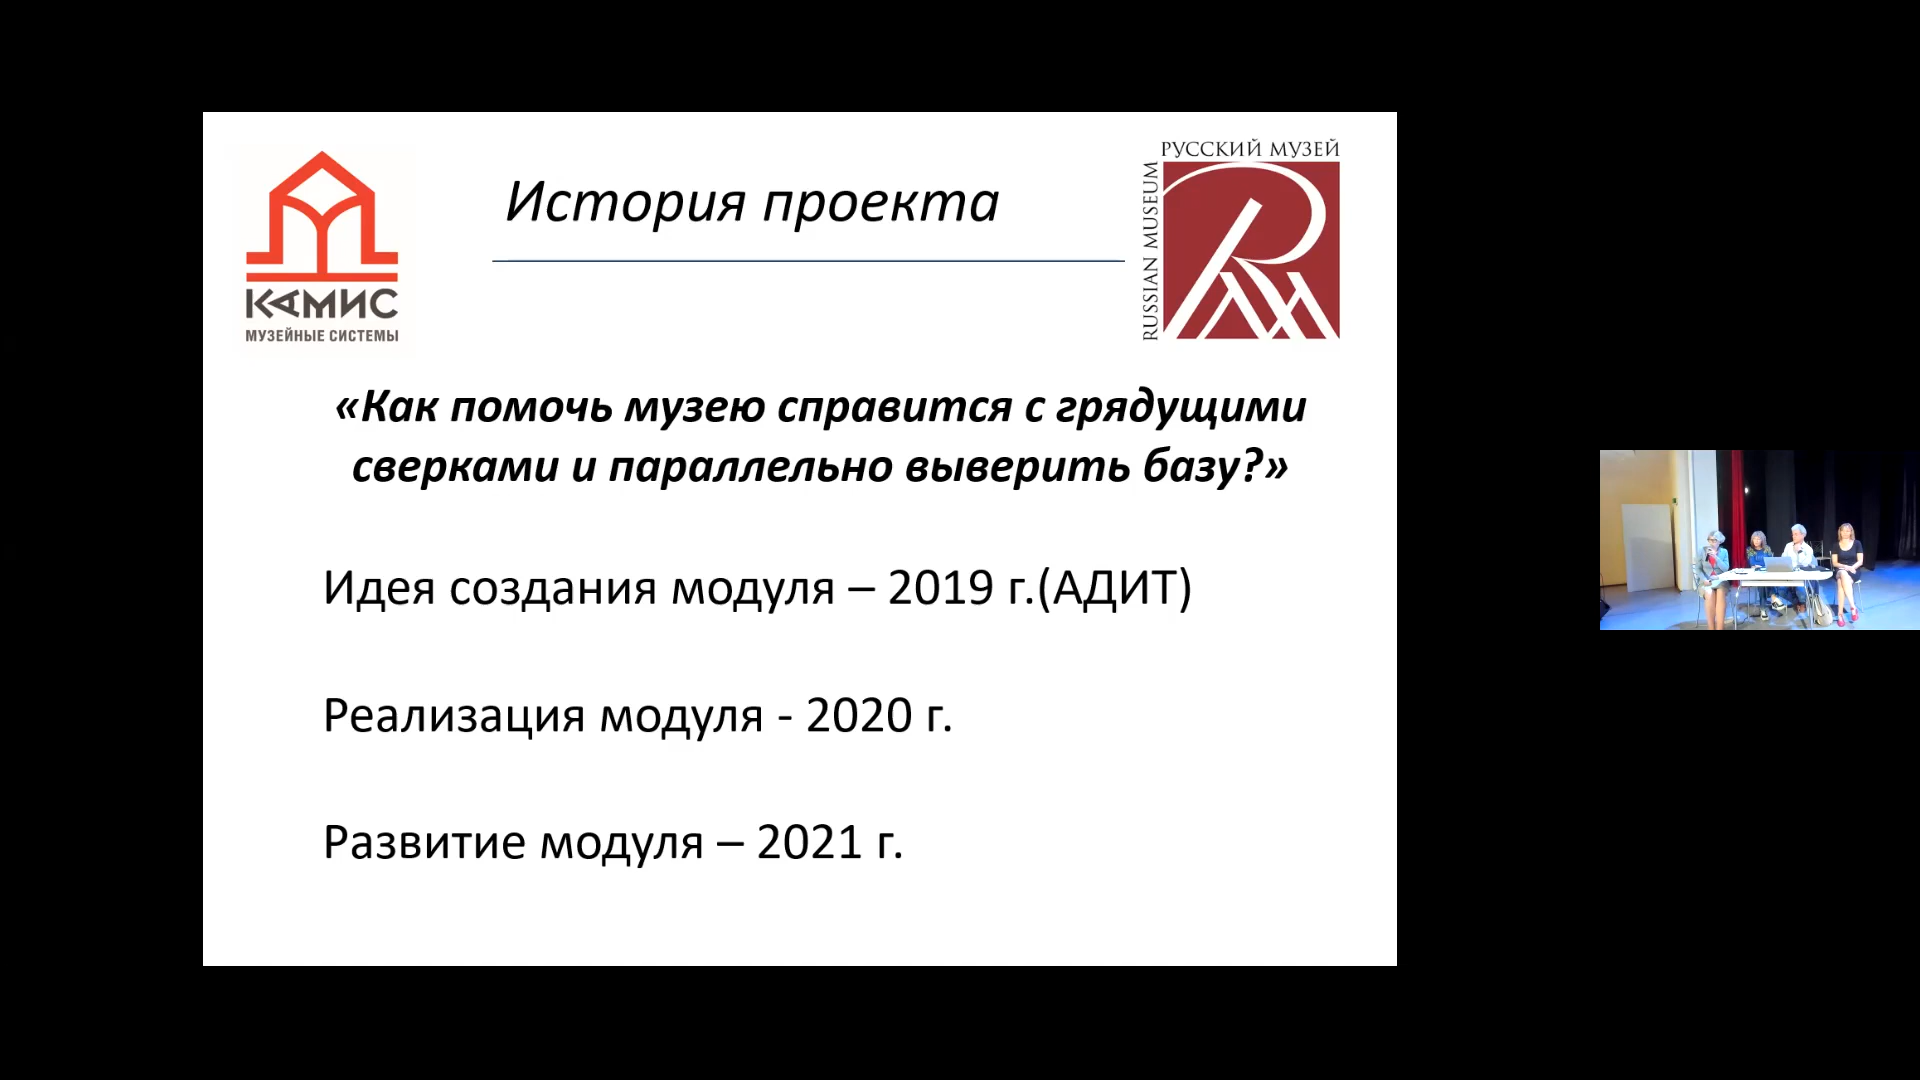 История проекта
КАМИС
МУЗЕЙНЫЕ СИСТЕМЫ
РУССКИЙ МУЗЕЙ
RUSSIAN MUSEUM
«Как помочь музею справится с грядущими
сверками и параллельно выверить базу?»
Идея создания модуля – 2019 г.(АДИТ)
Реализация модуля - 2020 г.
Развитие модуля – 2021 г.